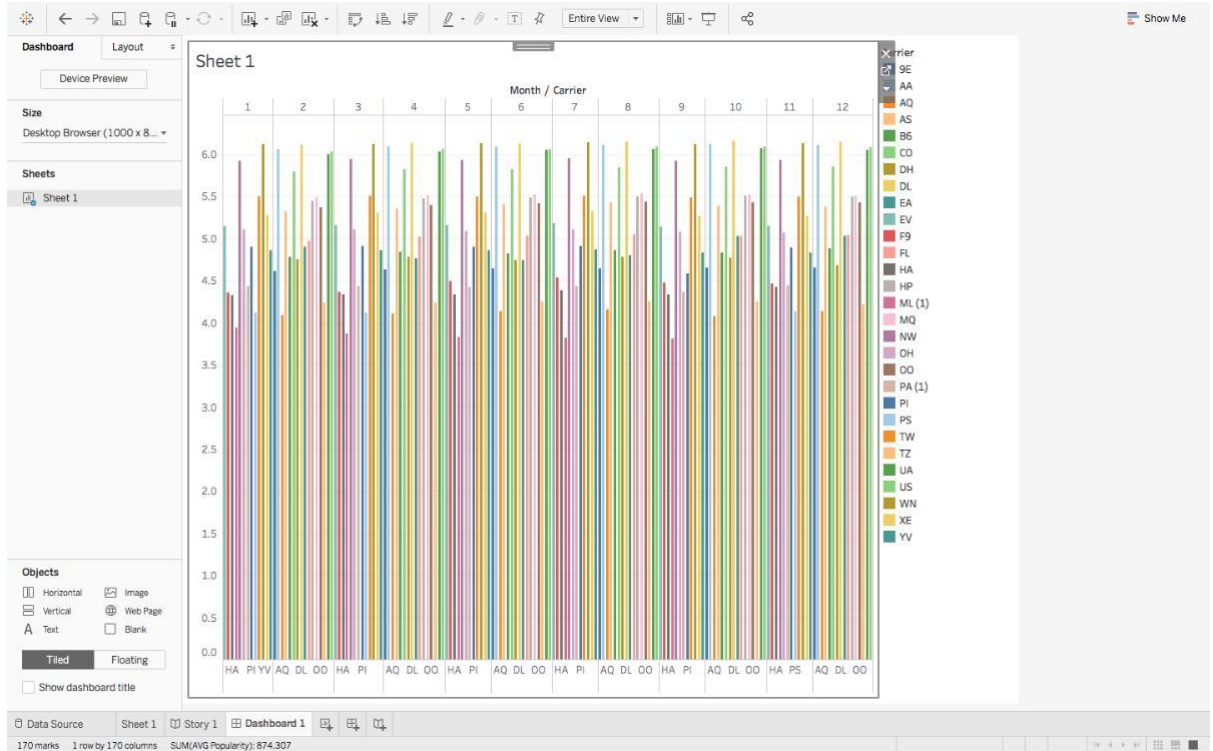 Entire View
Show Me
Dashboard Layout
Device Preview
Size
Desktop Browser (1000 x 8...
Sheets
Sheet 1
Objects
Horizontal Image
Vertical Web Page
A Text Blank
Tiled Floating
Show dashboard title
Sheet 1
Month / Carrier
1 2 3 4 5 6 7 8 9 10 11 12
6.0
5.5
5.0
4.5
4.0
3.5
3.0
2.5
2.0
1.5
1.0
0.5
0.0
HA PI YV AQ DL OO HA PI AQ DL OO HA PI AQ DL OO HA PI AQ DL OO HA PI AQ DL OO HA PS AQ DL OO
rrier
9E
AA
AQ
AS
B6
CO
DH
DL
EA
EV
F9
FL
HA
HP
ML (1)
MQ
NW
OH
OO
PA (1)
PI
PS
TW
TZ
UA
US
WN
XE
YV
Data Source Sheet 1 Story 1 Dashboard 1
170 marks 1 row by 170 columns SUM(AVG Popularity): 874.307